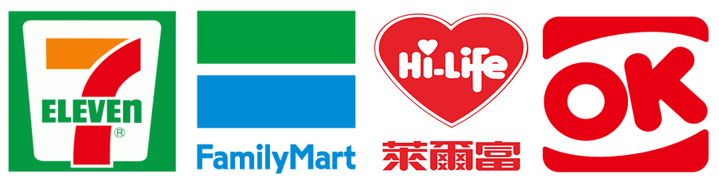 7
ELEVEn
®
FamilyMart
Hi-Life
萊爾富
OK